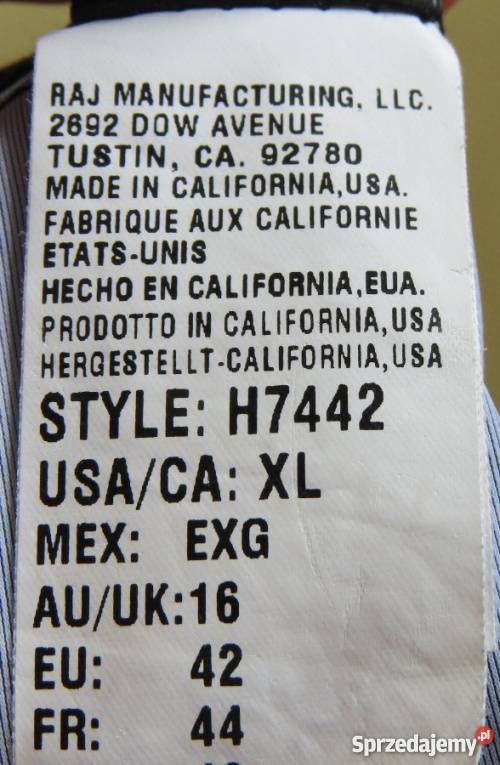 RAJ MANUFACTURING, LLC.
2692 DOW AVENUE
TUSTIN, CA. 92780
MADE IN CALIFORNIA,USA.
FABRIQUE AUX CALIFORNIE
ETATS-UNIS
HECHO EN CALIFORNIA,EUA.
PRODOTTO IN CALIFORNIA,USA
HERGESTELLT-CALIFORNIA,USA
STYLE: H7442
USA/CA: XL
MEX: EXG
AU/UK:16
EU: 42
FR: 44
Sprzedajemy.pl